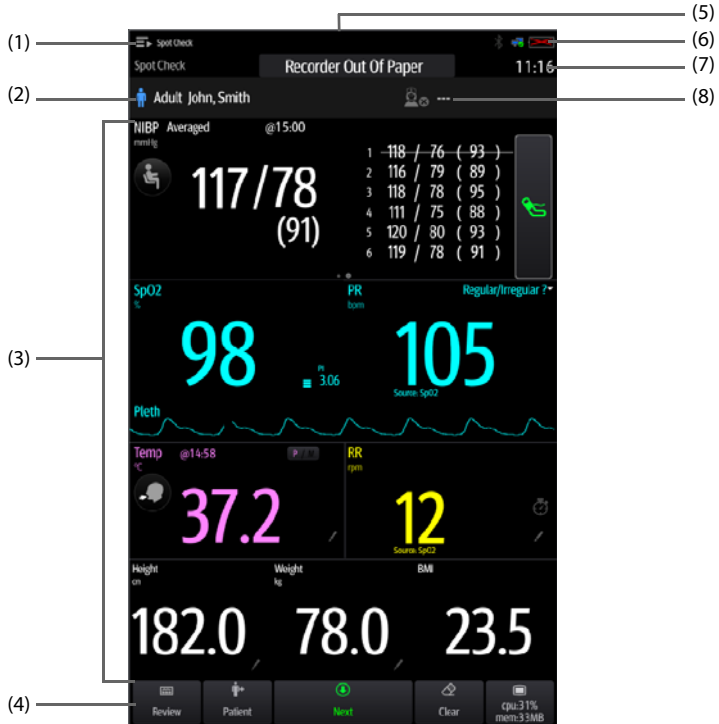 (5)
(1) Spot Check (6)
Spot Check Recorder Out Of Paper 11:16 (7)
(2) Adult John, Smith --- (8)
NIBP Averaged @15:00
mmHg
1 118 / 76 ( 93 )
2 116 / 79 ( 89 )
117/78 3 118 / 78 ( 95 )
4 111 / 75 ( 88 )
(91) 5 120 / 80 ( 93 )
6 119 / 78 ( 91 )
SpO2 PR Regular/Irregular ?
% bpm
(3)
98 PI 3.06 105
Source: SpO2
Pleth
Temp @14:58 P / M RR
°C rpm
37.2 12
Source: SpO2
Height Weight BMI
cm kg
182.0 78.0 23.5
(4) Review Patient Next Clear cpu:31%
mem:33MB